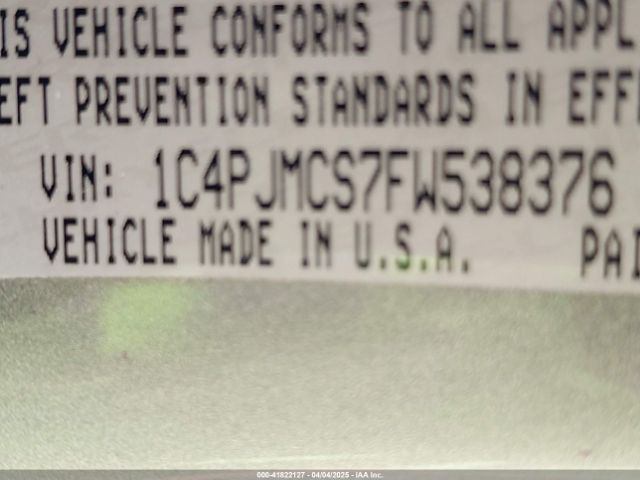 IS VEHICLE CONFORMS TO ALL APPL
EFT PREVENTION STANDARDS IN EFF
VIN: 1C4PJMCS7FW538376
VEHICLE MADE IN U.S.A. PAI
000-41822127 - 04/04/2025 - IAA Inc.